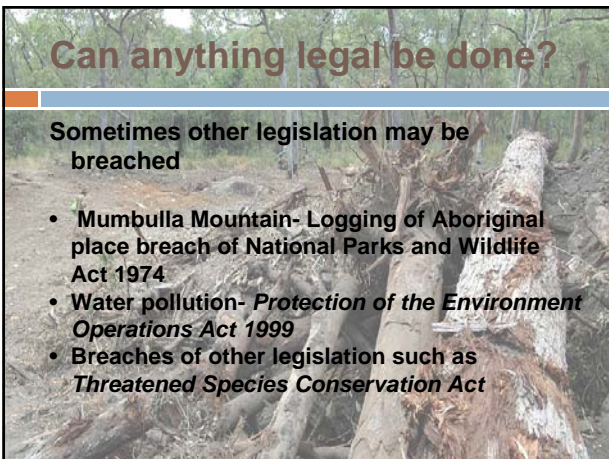 Can anything legal be done?
Sometimes other legislation may be
breached
• Mumbulla Mountain- Logging of Aboriginal
place breach of National Parks and Wildlife
Act 1974
• Water pollution- Protection of the Environment
Operations Act 1999
• Breaches of other legislation such as
Threatened Species Conservation Act